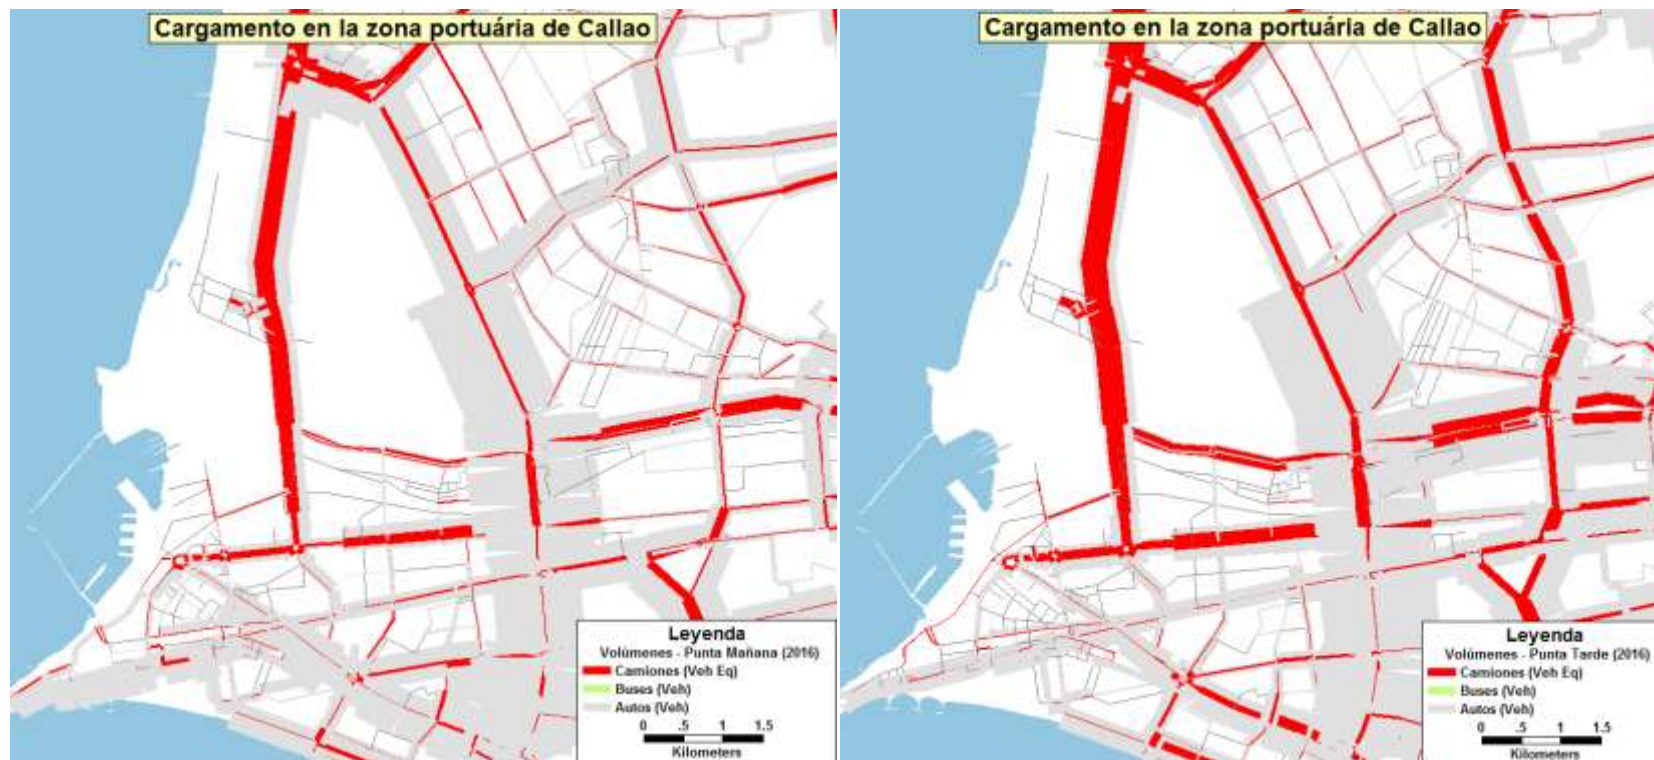 Cargamento en la zona portuária de Callao
Leyenda
Volúmenes - Punta Mañana (2016)
Camiones (Veh Eq)
Buses (Veh)
Autos (Veh)
0 .5 1 1.5
Kilometers
Cargamento en la zona portuária de Callao
Leyenda
Volúmenes - Punta Tarde (2016)
Camiones (Veh Eq)
Buses (Veh)
Autos (Veh)
0 .5 1 1.5
Kilometers